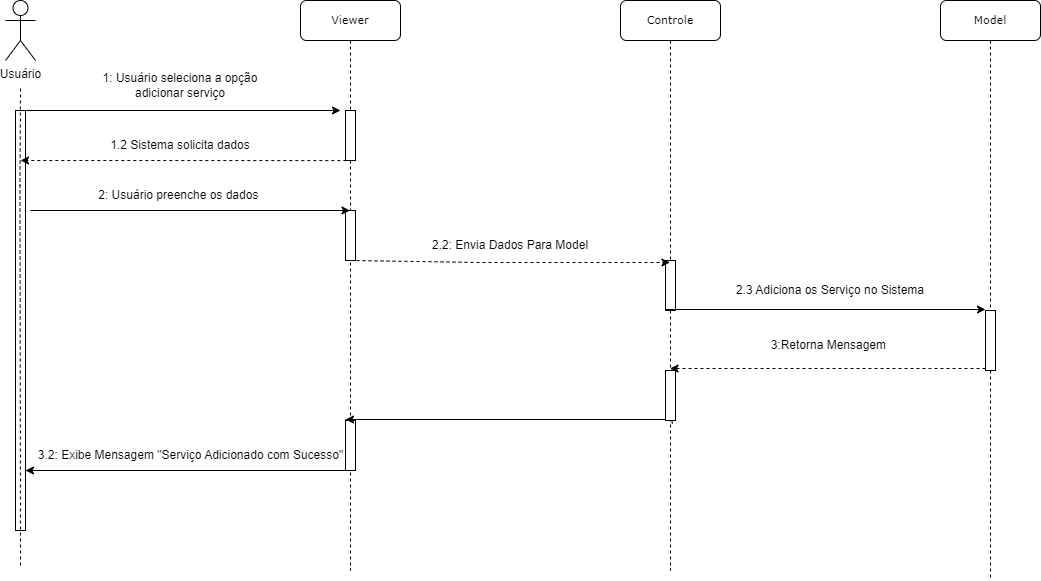 Viewer
Controle
Model
Usuário
1: Usuário seleciona a opção
adicionar serviço
1.2 Sistema solicita dados
2: Usuário preenche os dados
2.2: Envia Dados Para Model
2.3 Adiciona os Serviço no Sistema
3:Retorna Mensagem
3.2: Exibe Mensagem "Serviço Adicionado com Sucesso"